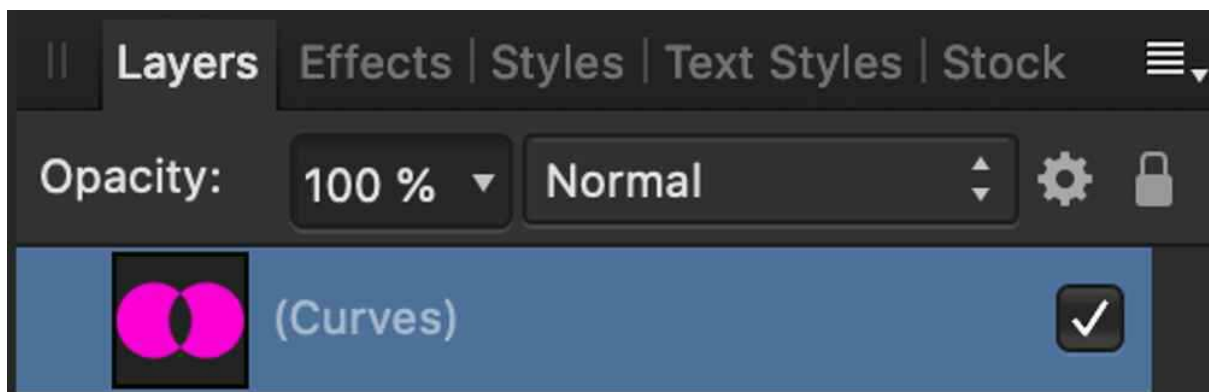 Layers Effects | Styles | Text Styles | Stock
Opacity: 100 % Normal
(Curves)